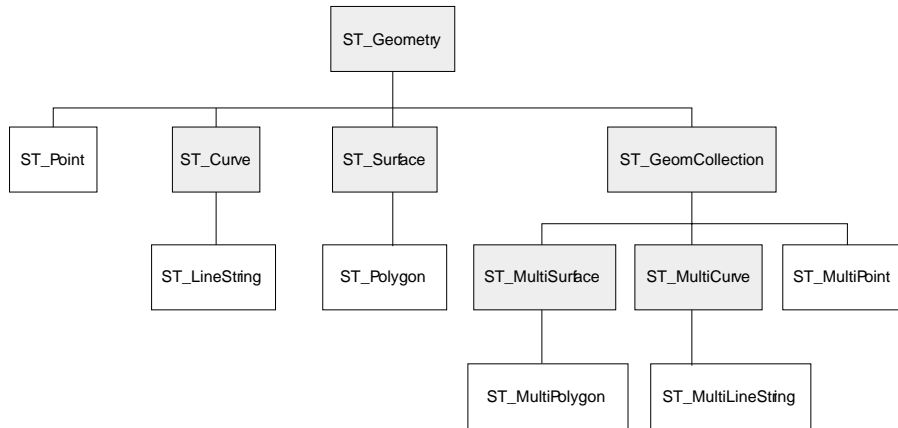 ST_Geometry
ST_Point
ST_Curve
ST_Surface
ST_GeomCollection
ST_LineString
ST_Polygon
ST_MultiSurface
ST_MultiCurve
ST_MultiPoint
ST_MultiPolygon
ST_MultiLineString